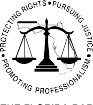 PROTECTING RIGHTS • PURSUING JUSTICE
• PROMOTING PROFESSIONALISM •